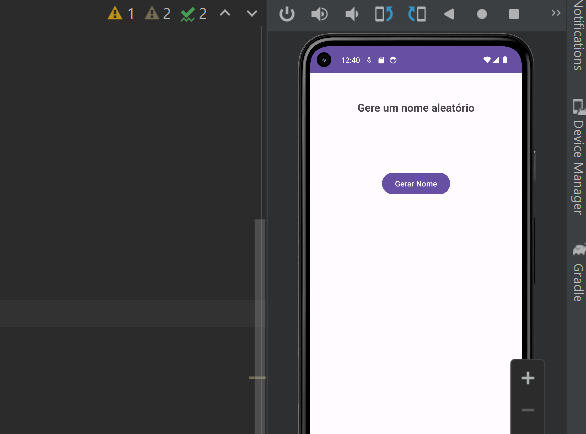 1 2 2
12:40
Gere um nome aleatório
Gerar Nome
Notifications
Device Manager
Gradle